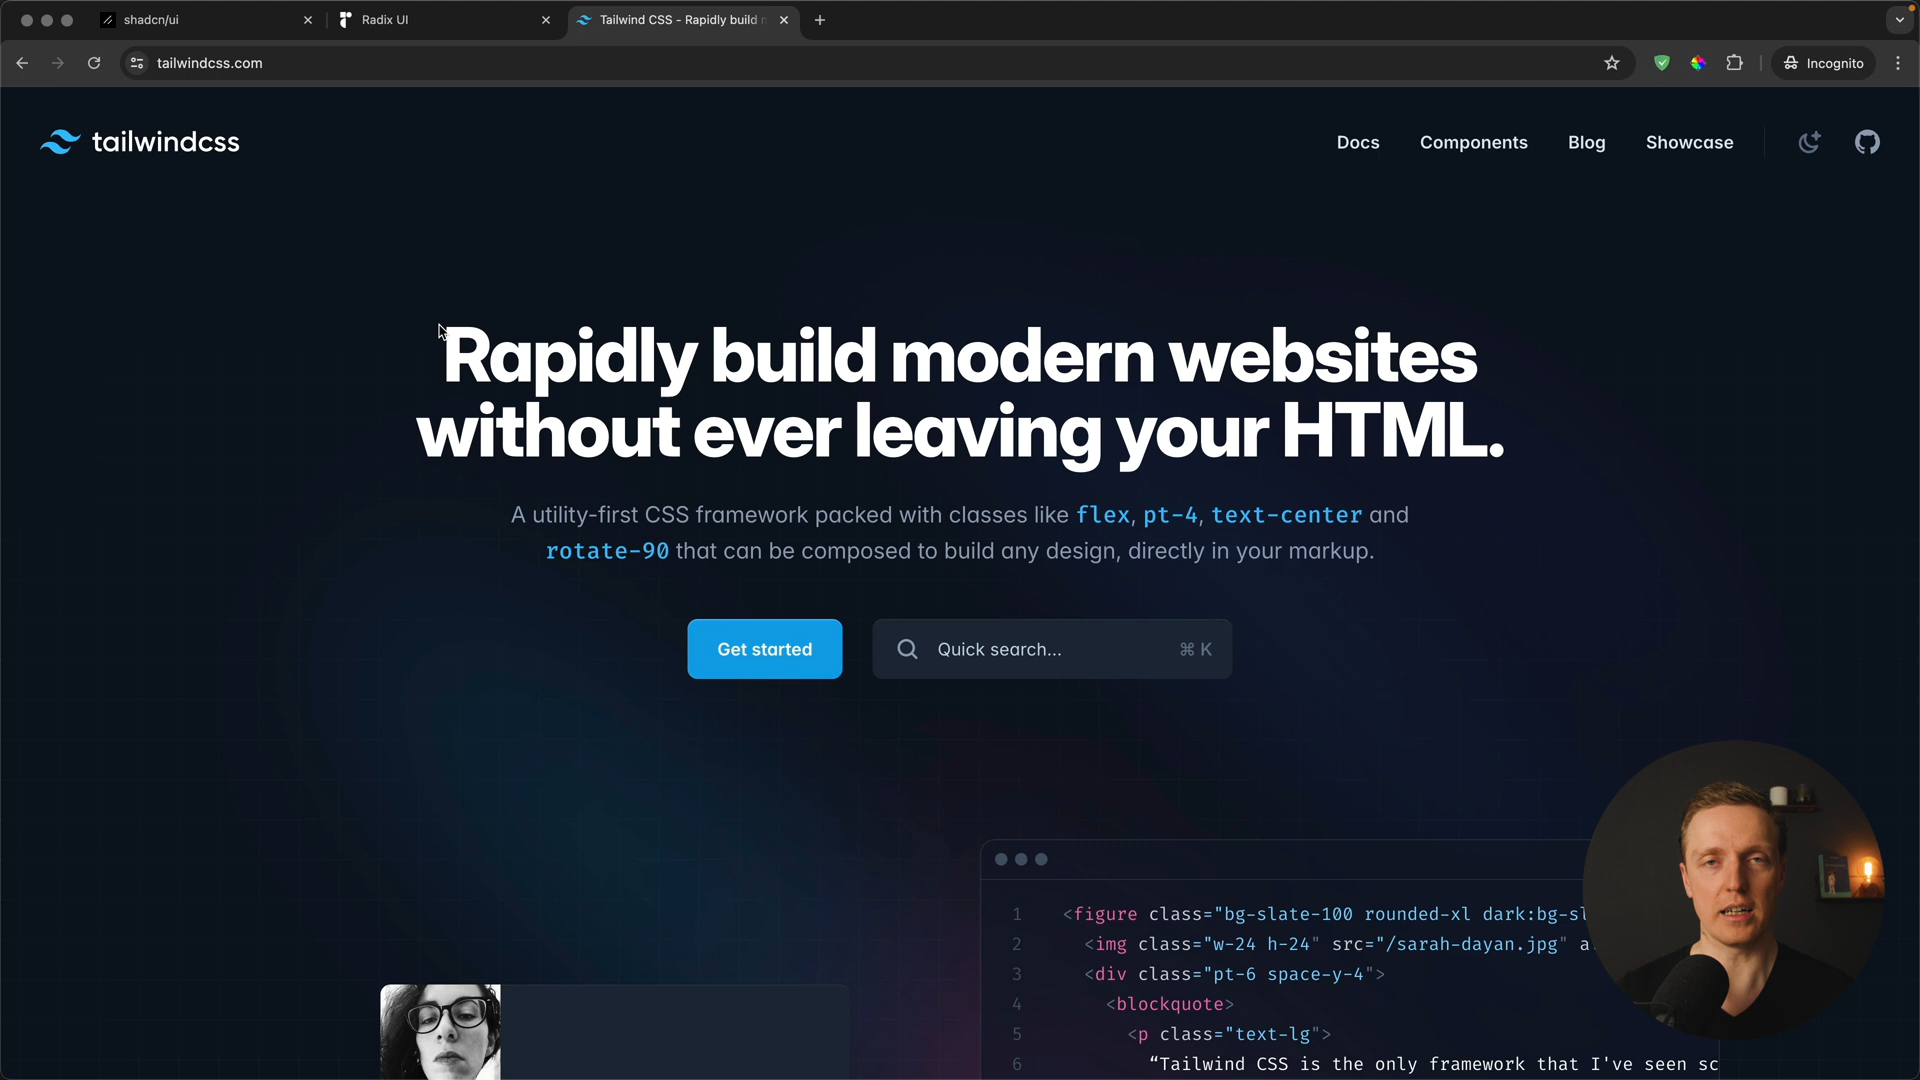 shadcn/ui
Radix UI
Tailwind CSS - Rapidly build
tailwindcss.com
Incognito
tailwindcss
Docs
Components
Blog
Showcase
Rapidly build modern websites
without ever leaving your HTML.
A utility-first CSS framework packed with classes like flex, pt-4, text-center and
rotate-90 that can be composed to build any design, directly in your markup.
Get started
Quick search...
⌘ K
1 <figure class="bg-slate-100 rounded-xl dark:bg-sl
2 <img class="w-24 h-24" src="/sarah-dayan.jpg" a
3 <div class="pt-6 space-y-4">
4 <blockquote>
5 <p class="text-lg">
6 “Tailwind CSS is the only framework that I've seen sc